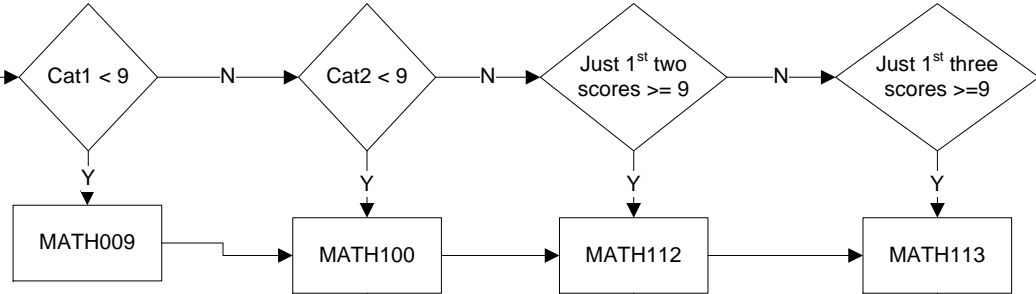 Cat1 < 9
N
Cat2 < 9
N
Just 1st two
scores >= 9
N
Just 1st three
scores >=9
Y
Y
Y
Y
MATH009
MATH100
MATH112
MATH113